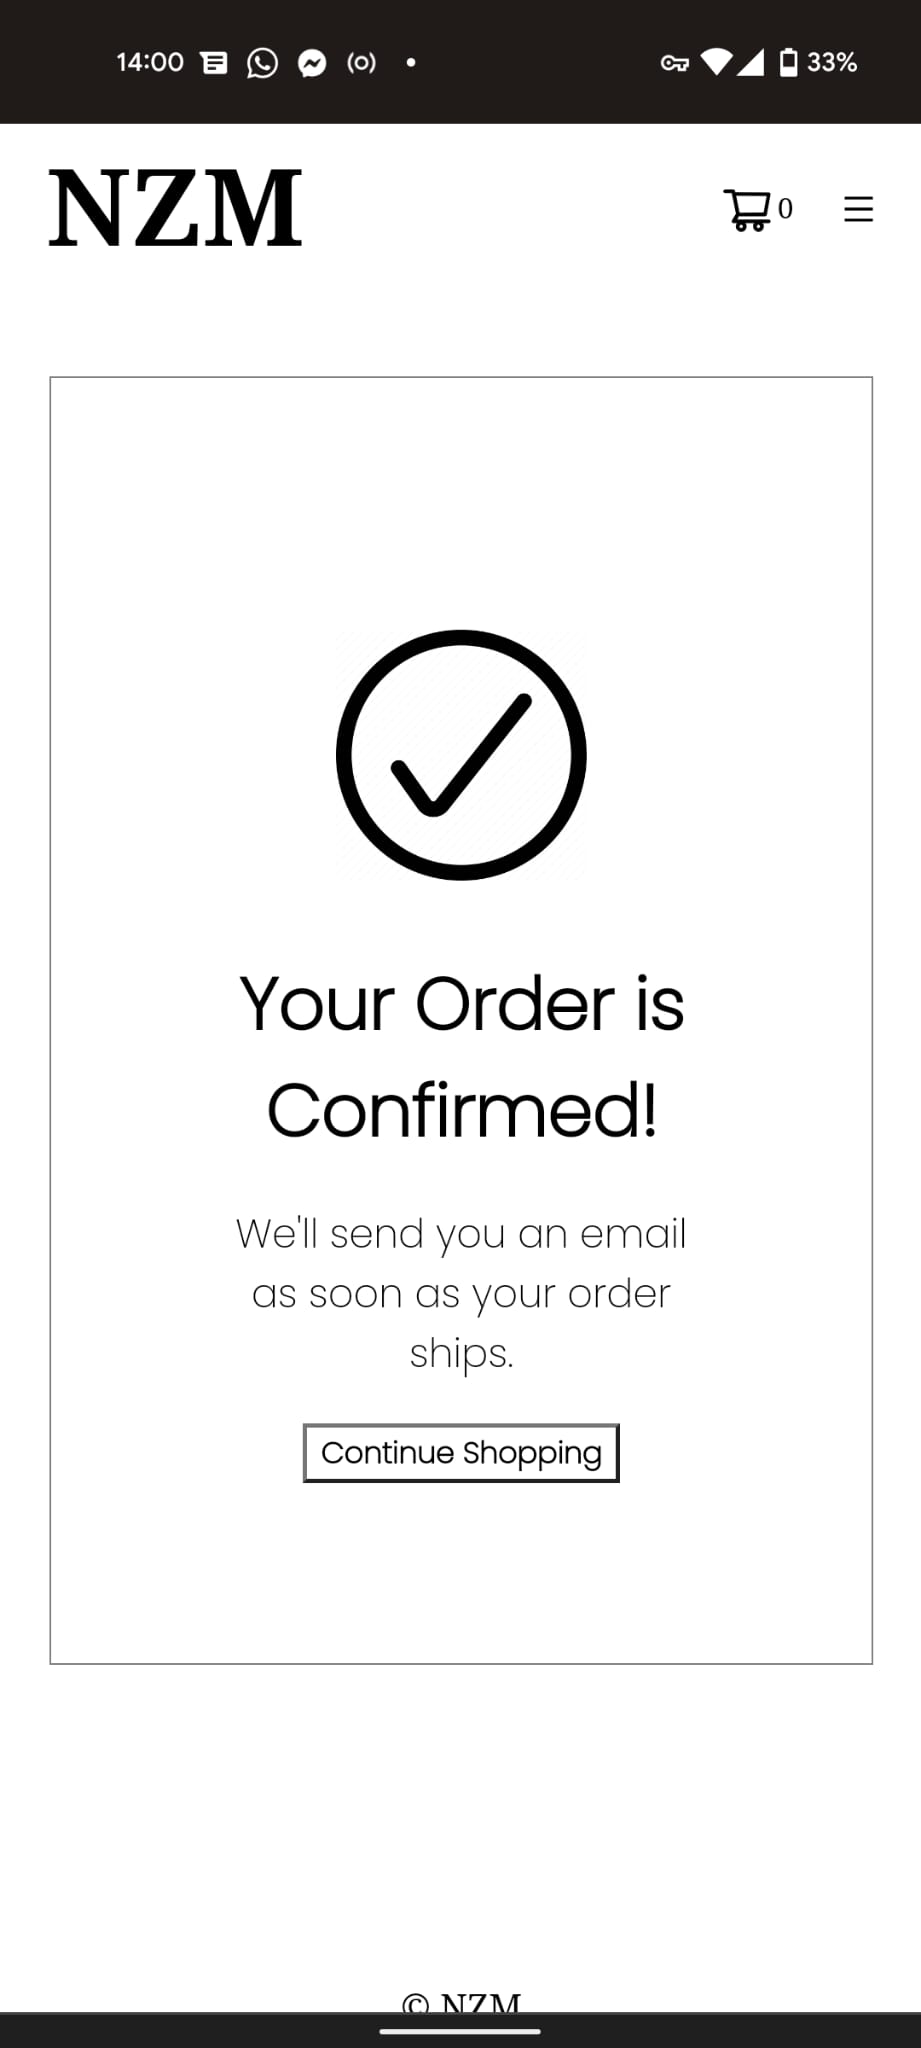 14:00 33%
NZM 0
Your Order is
Confirmed!
We'll send you an email
as soon as your order
ships.
Continue Shopping
© NZM